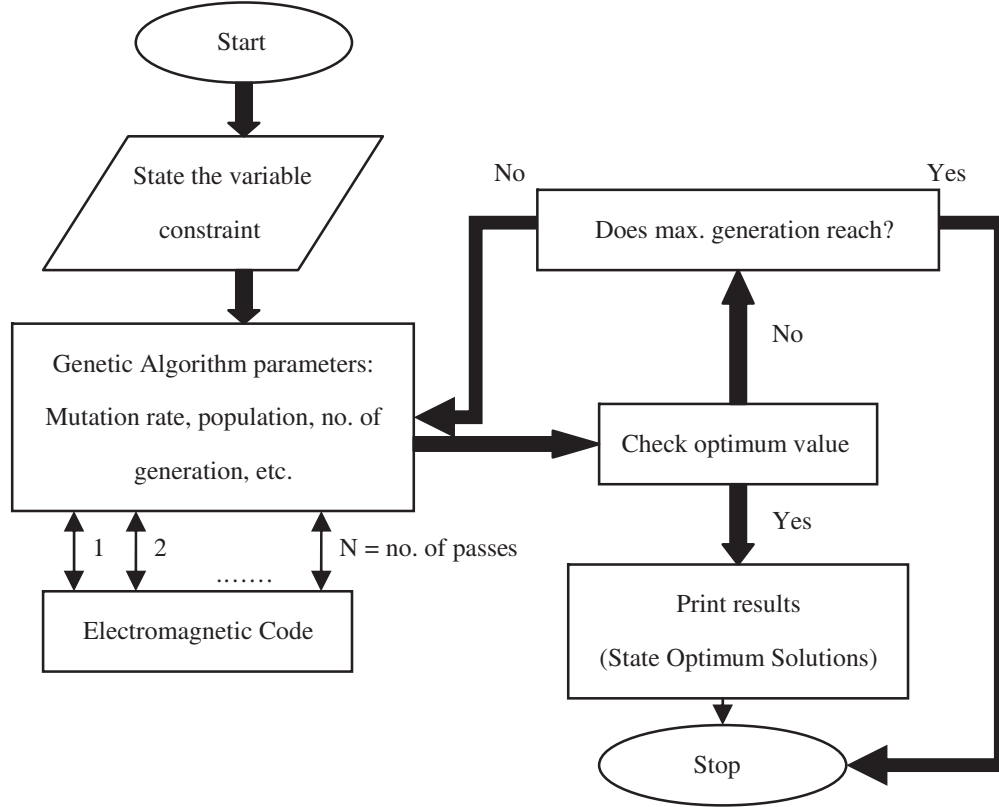 Start
State the variable
constraint
No
Yes
Does max. generation reach?
Genetic Algorithm parameters:
Mutation rate, population, no. of
generation, etc.
No
Check optimum value
Yes
1
2
.......
N = no. of passes
Electromagnetic Code
Print results
(State Optimum Solutions)
Stop